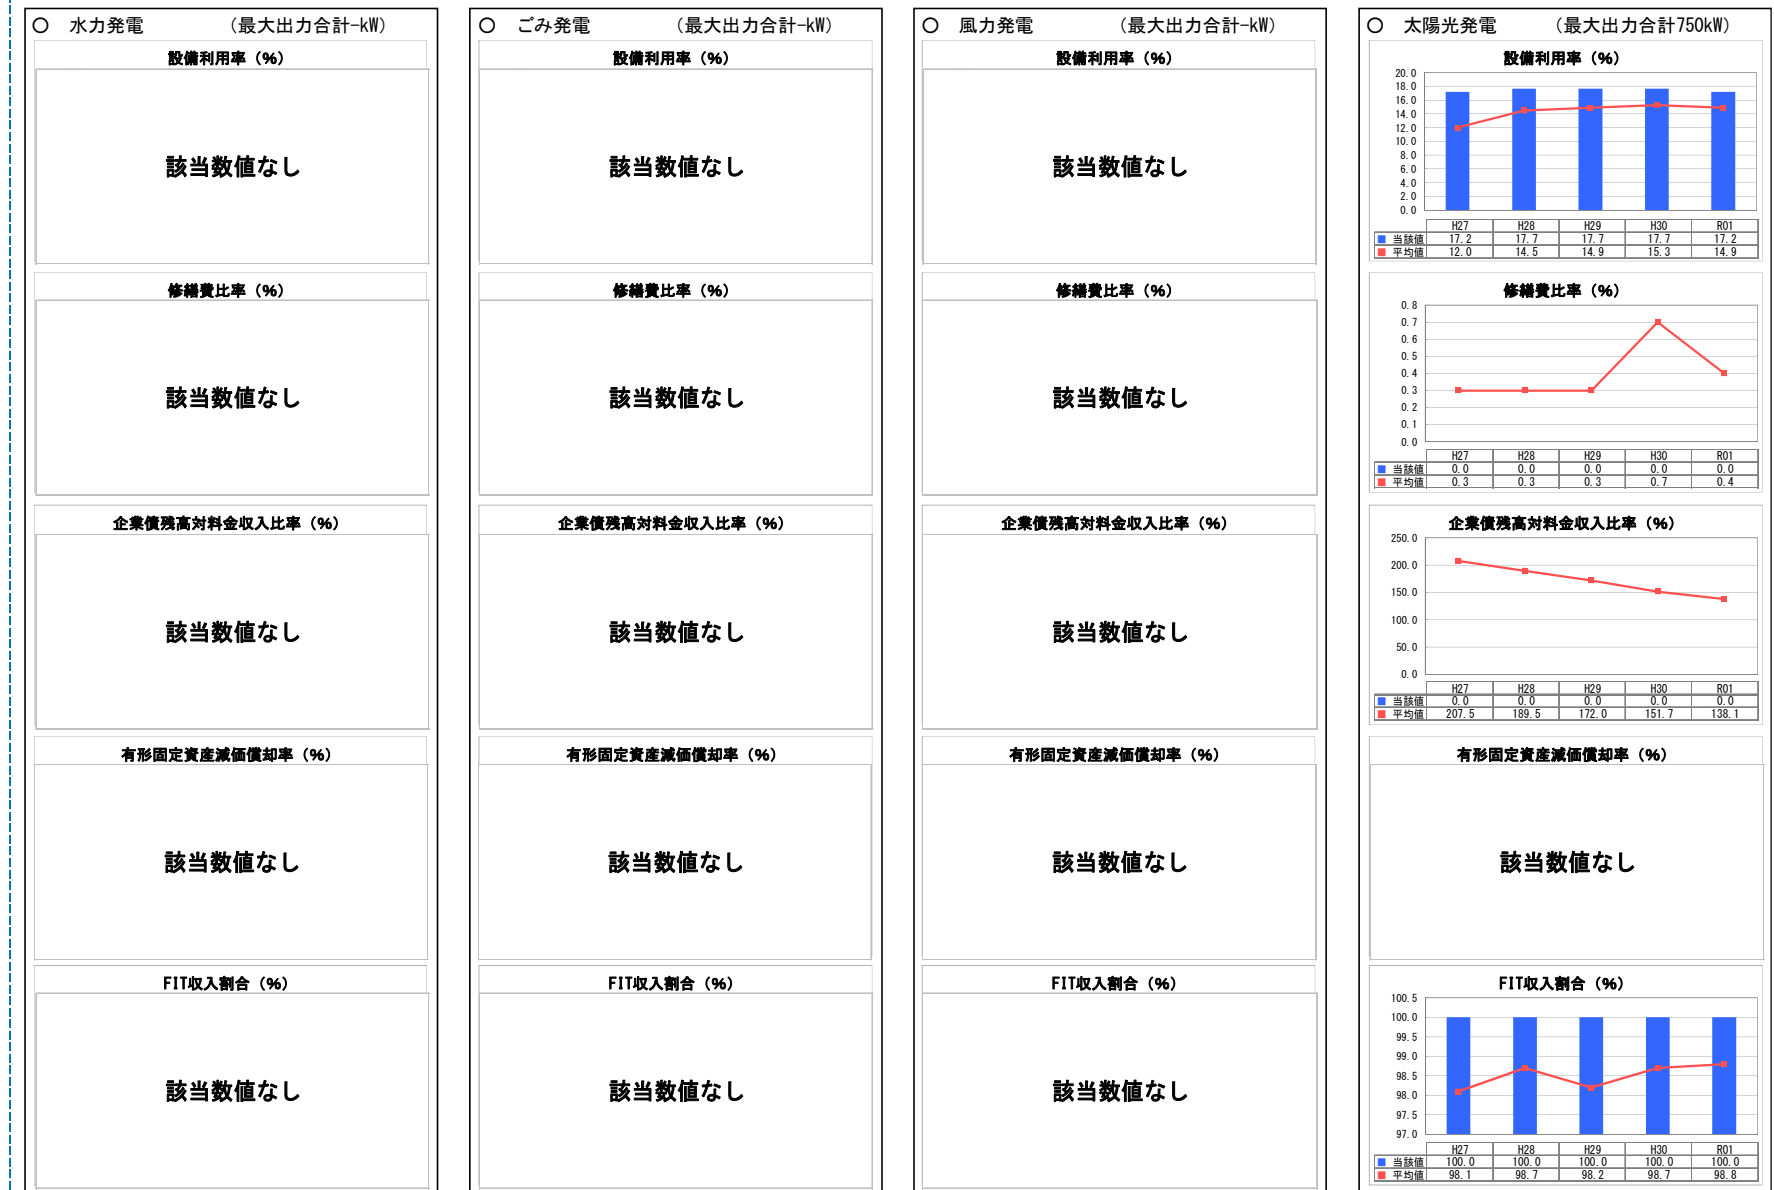 ○ 水力発電 （最大出力合計-kW）
設備利用率（%）
該当数値なし
修繕費比率（%）
該当数値なし
企業債残高対料金収入比率（%）
該当数値なし
有形固定資産減価償却率（%）
該当数値なし
FIT収入割合（%）
該当数値なし
○ ごみ発電 （最大出力合計-kW）
設備利用率（%）
該当数値なし
修繕費比率（%）
該当数値なし
企業債残高対料金収入比率（%）
該当数値なし
有形固定資産減価償却率（%）
該当数値なし
FIT収入割合（%）
該当数値なし
○ 風力発電 （最大出力合計-kW）
設備利用率（%）
該当数値なし
修繕費比率（%）
該当数値なし
企業債残高対料金収入比率（%）
該当数値なし
有形固定資産減価償却率（%）
該当数値なし
FIT収入割合（%）
該当数値なし
○ 太陽光発電 （最大出力合計750kW）
設備利用率（%）
20.0
18.0
16.0
14.0
12.0
10.0
8.0
6.0
4.0
2.0
0.0
H27 H28 H29 H30 R01
当該値 17.2 17.7 17.7 17.7 17.2
平均値 12.0 14.5 14.9 15.3 14.9
修繕費比率（%）
0.8
0.7
0.6
0.5
0.4
0.3
0.2
0.1
0.0
H27 H28 H29 H30 R01
当該値 0.0 0.0 0.0 0.0 0.0
平均値 0.3 0.3 0.3 0.7 0.4
企業債残高対料金収入比率（%）
250.0
200.0
150.0
100.0
50.0
0.0
H27 H28 H29 H30 R01
当該値 0.0 0.0 0.0 0.0 0.0
平均値 207.5 189.5 172.0 151.7 138.1
有形固定資産減価償却率（%）
該当数値なし
FIT収入割合（%）
100.5
100.0
99.5
99.0
98.5
98.0
97.5
97.0
H27 H28 H29 H30 R01
当該値 100.0 100.0 100.0 100.0 100.0
平均値 98.1 98.7 98.2 98.7 98.8